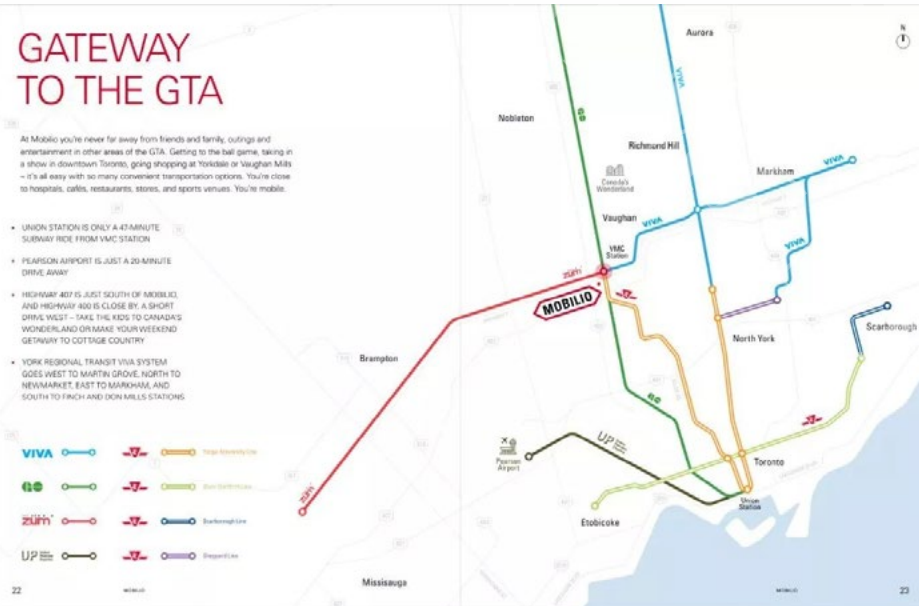 GATEWAY
TO THE GTA
At Mobilio you're never far away from friends and family, outings and
entertainment in other areas of the GTA. Getting to the ball game, taking in
a show in downtown Toronto, going shopping at Yorkdale or Vaughan Mills
– it's all easy with so many convenient transportation options. You're close
to hospitals, cafés, restaurants, stores, and sports venues. You're mobile.
• UNION STATION IS ONLY A 47-MINUTE
SUBWAY RIDE FROM VMC STATION
• PEARSON AIRPORT IS JUST A 20-MINUTE
DRIVE AWAY
• HIGHWAY 407 IS JUST SOUTH OF MOBILIO,
AND HIGHWAY 400 IS CLOSE BY. A SHORT
DRIVE WEST – TAKE THE KIDS TO CANADA'S
WONDERLAND OR MAKE YOUR WEEKEND
GETAWAY TO COTTAGE COUNTRY
• YORK REGIONAL TRANSIT VIVA SYSTEM
GOES WEST TO MARTIN GROVE, NORTH TO
NEWMARKET, EAST TO MARKHAM, AND
SOUTH TO FINCH AND DON MILLS STATIONS
VIVA
GO
züm
Scarborough Line
UP
Sheppard Line
22
MOBILIO
N
Aurora
VIVA
GO
Nobleton
Richmond Hill
Canada's
Wonderland
Markham
VIVA
Vaughan
VIVA
VMC
Station
VIVA
züm
MOBILIO
North York
Scarborough
Brampton
GO
UP
Pearson
Airport
Toronto
züm
Union
Station
Etobicoke
Missisauga
MOBILIO
23